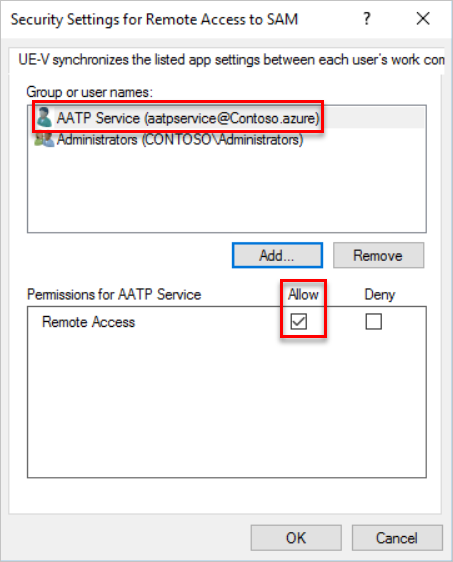 Security Settings for Remote Access to SAM ? ×
UE-V synchronizes the listed app settings between each user's work com
Group or user names:
AATP Service (aatpservice@Contoso.azure)
Administrators (CONTOSO\Administrators)
Add... Remove
Permissions for AATP Service Allow Deny
Remote Access
OK Cancel